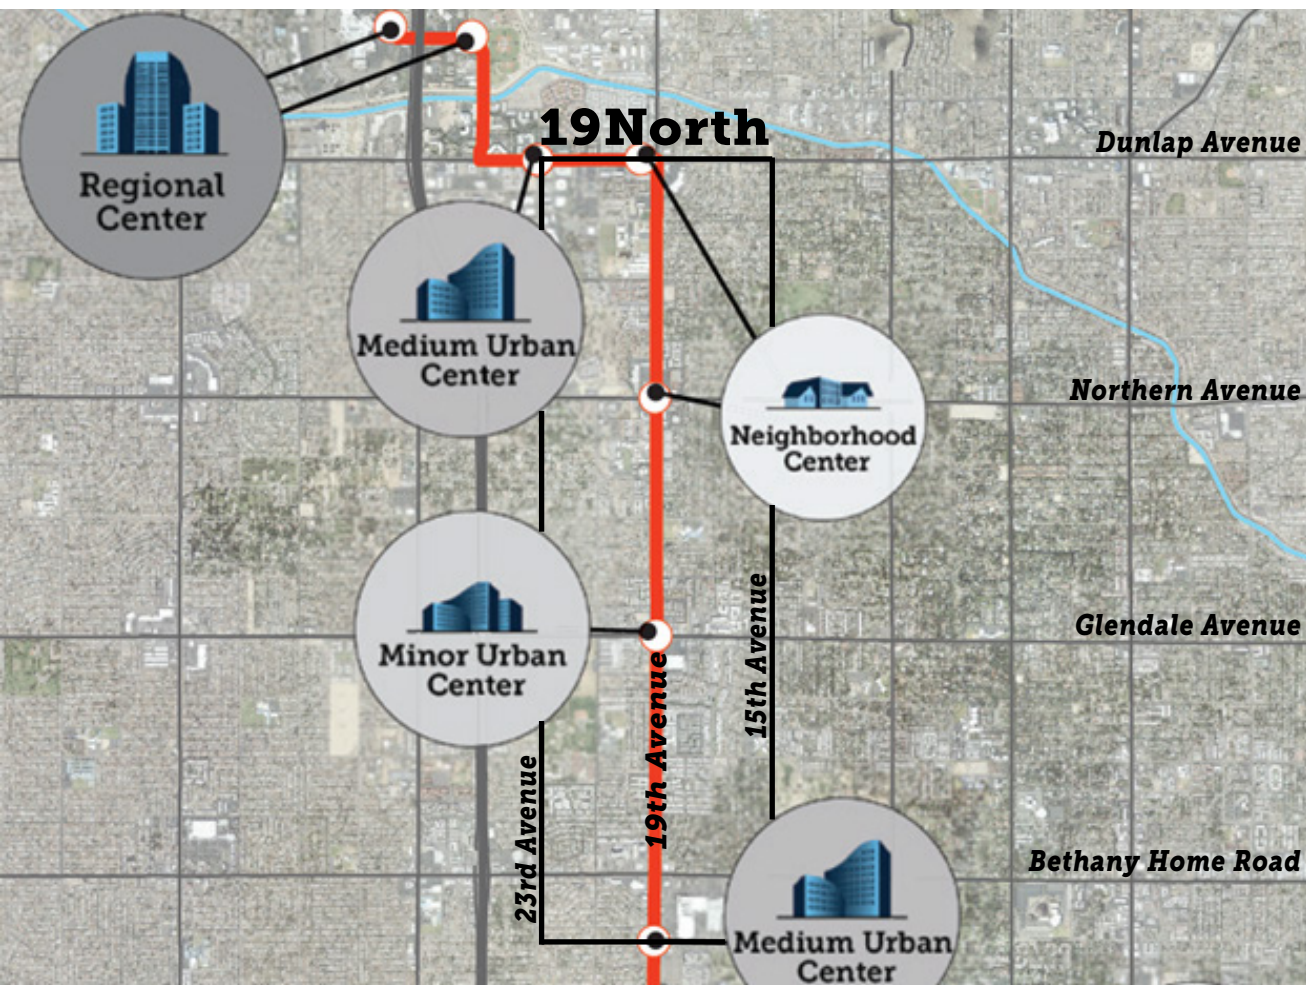 19North
Dunlap Avenue
Regional
Center
Medium Urban
Center
Northern Avenue
Neighborhood
Center
Glendale Avenue
Minor Urban
Center
15th Avenue
19th Avenue
23rd Avenue
Bethany Home Road
Medium Urban
Center